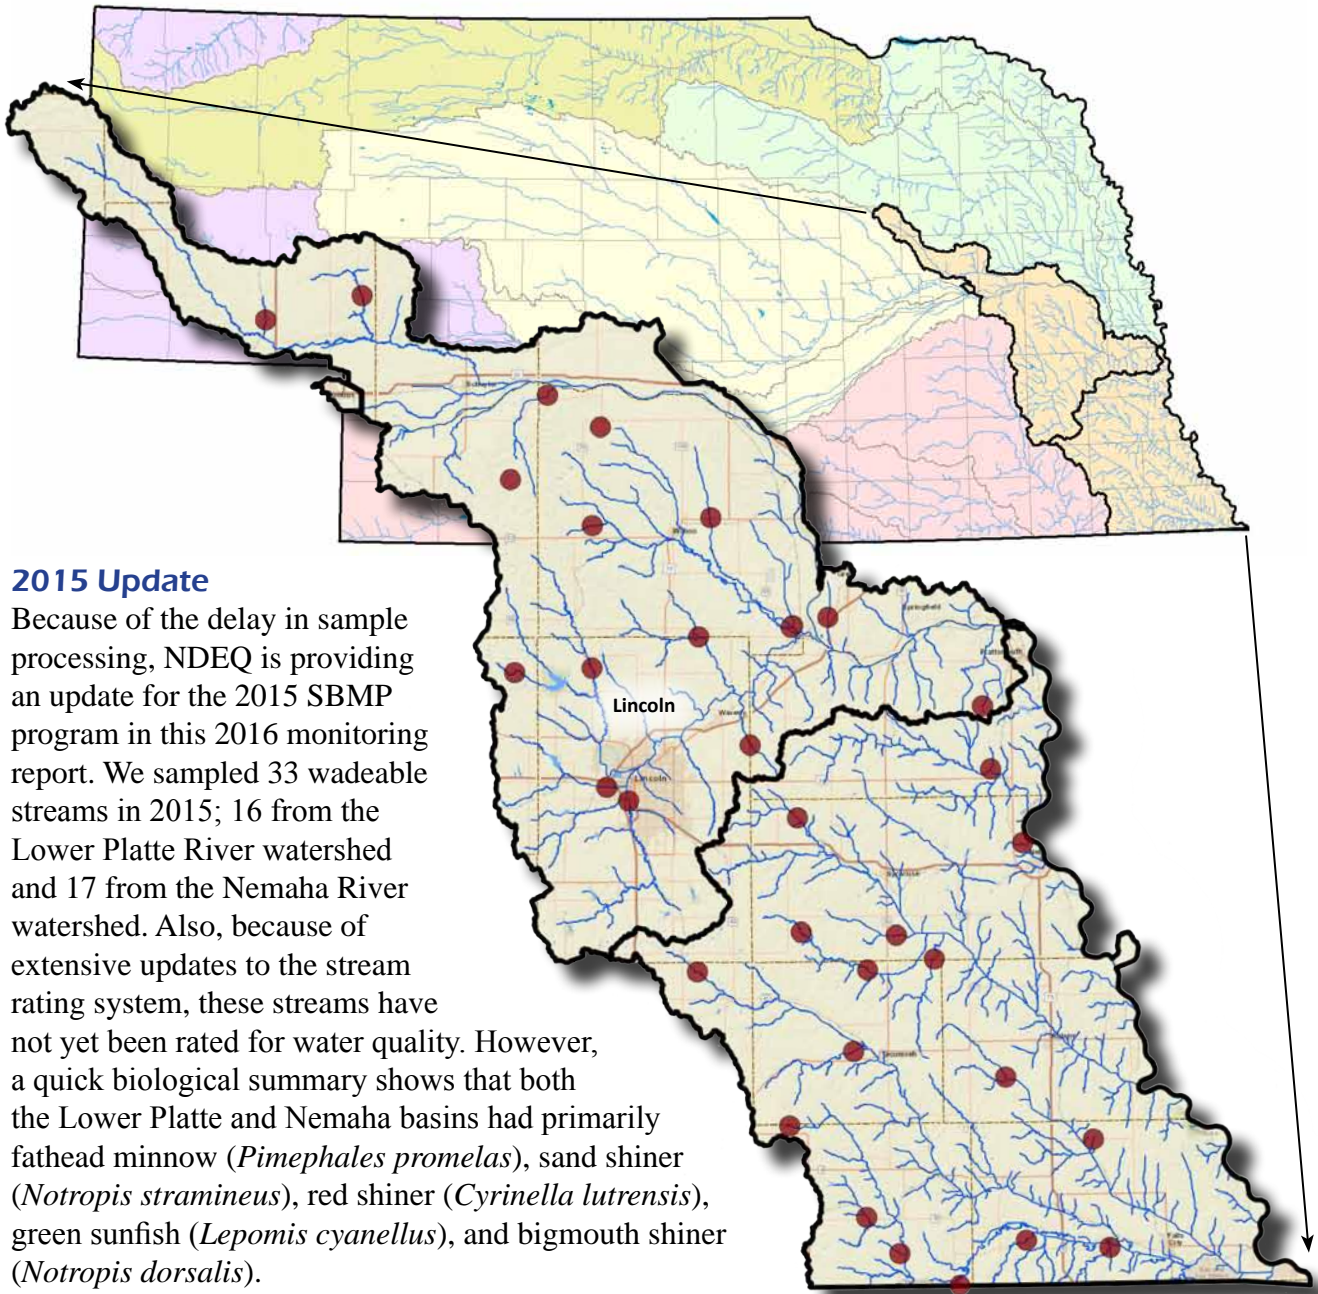 2015 Update
Because of the delay in sample
processing, NDEQ is providing
an update for the 2015 SBMP
program in this 2016 monitoring
report. We sampled 33 wadeable
streams in 2015; 16 from the
Lower Platte River watershed
and 17 from the Nemaha River
watershed. Also, because of
extensive updates to the stream
rating system, these streams have
not yet been rated for water quality. However,
a quick biological summary shows that both
the Lower Platte and Nemaha basins had primarily
fathead minnow (Pimephales promelas), sand shiner
(Notropis stramineus), red shiner (Cyrinella lutrensis),
green sunfish (Lepomis cyanellus), and bigmouth shiner
(Notropis dorsalis).
Springfield
Lincoln
Lincoln
Falls
City